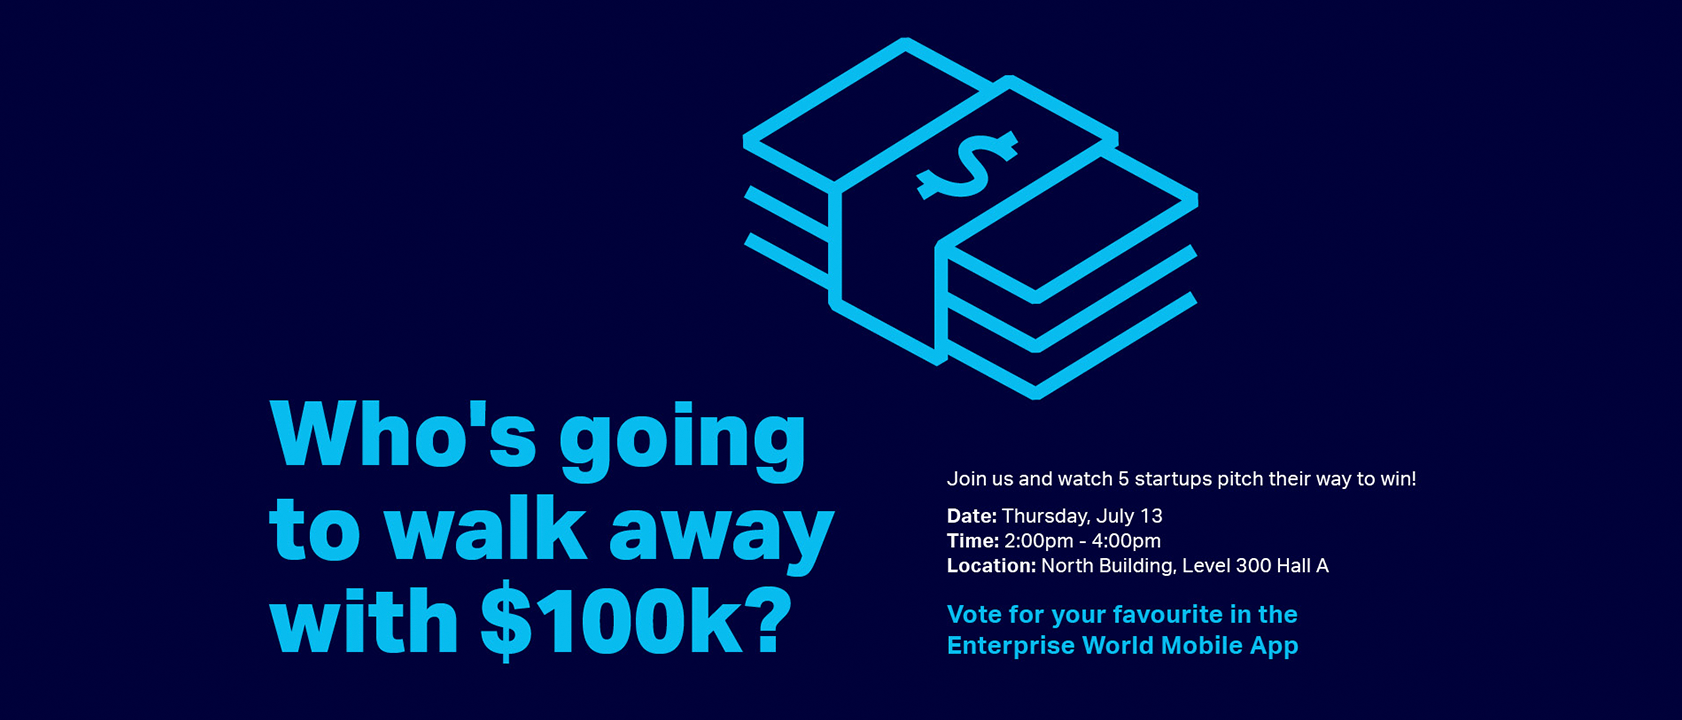 $
Who's going
to walk away
with $100k?
Join us and watch 5 startups pitch their way to win!
Date: Thursday, July 13
Time: 2:00pm - 4:00pm
Location: North Building, Level 300 Hall A
Vote for your favourite in the
Enterprise World Mobile App